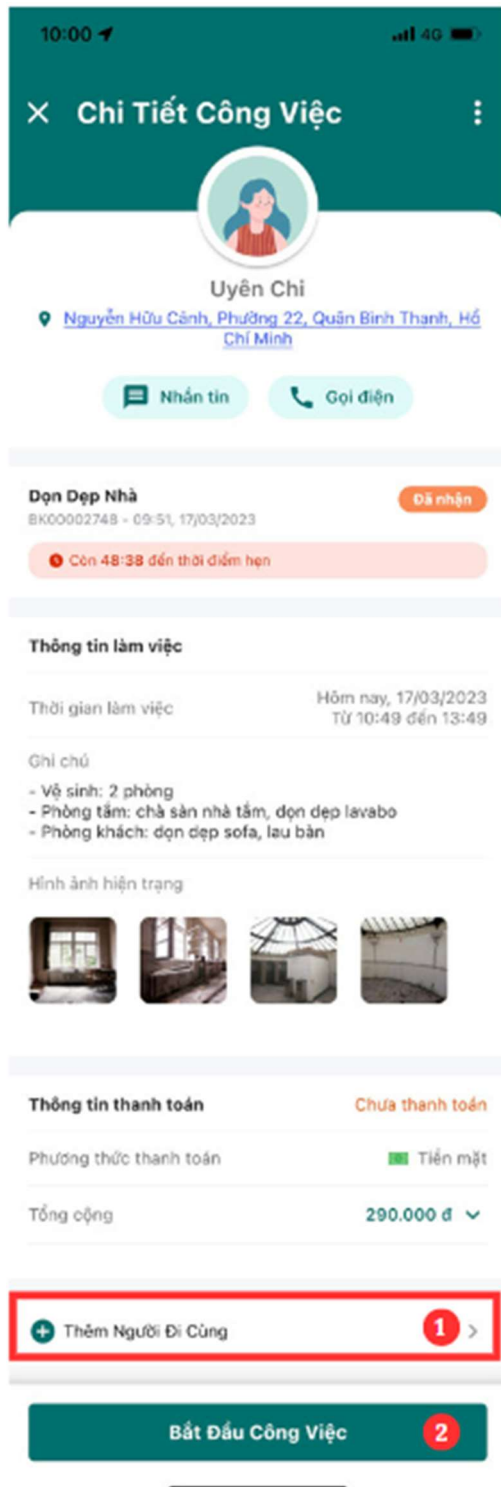 10:00
4G
Chi Tiết Công Việc
Uyên Chi
Nguyễn Hữu Cảnh, Phường 22, Quận Bình Thạnh, Hồ
Chí Minh
Nhắn tin
Gọi điện
Dọn Dẹp Nhà
Đã nhận
BK00002748 - 09:51, 17/03/2023
Còn 48:38 đến thời điểm hẹn
Thông tin làm việc
Thời gian làm việc
Hôm nay, 17/03/2023
Từ 10:49 đến 13:49
Ghi chú
- Vệ sinh: 2 phòng
- Phòng tắm: chà sàn nhà tắm, dọn dẹp lavabo
- Phòng khách: dọn dẹp sofa, lau bàn
Hình ảnh hiện trạng
Thông tin thanh toán
Chưa thanh toán
Phương thức thanh toán
Tiền mặt
Tổng cộng
290.000 đ
Thêm Người Đi Cùng
1
Bắt Đầu Công Việc
2